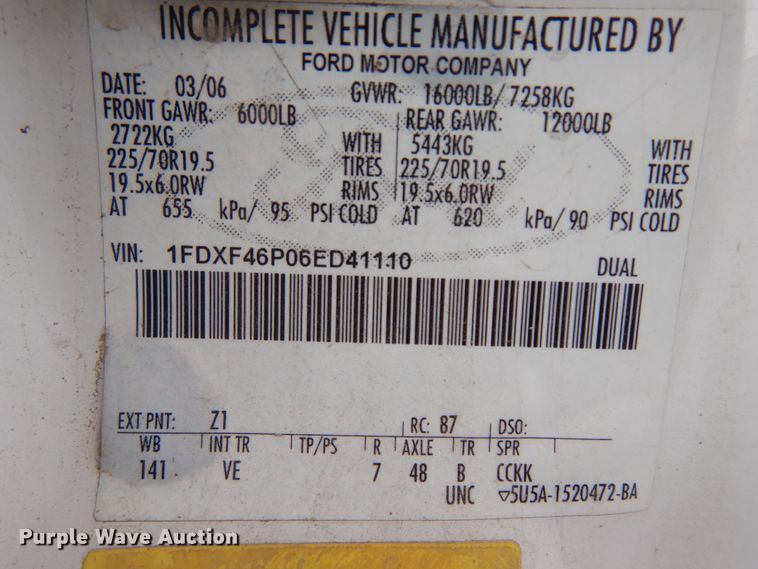 INCOMPLETE VEHICLE MANUFACTURED BY
FORD MOTOR COMPANY
DATE: 03/06 GVWR: 16000LB/ 7258KG
FRONT GAWR: 6000LB REAR GAWR: 12000LB
2722KG WITH 5443KG WITH
225/70R19.5 TIRES 225/70R19.5 TIRES
19.5x6.0RW RIMS 19.5x6.0RW RIMS
AT 655 kPa/ 95 PSI COLD AT 620 kPa/ 90 PSI COLD
VIN: 1FDXF46P06ED41110 DUAL
EXT PNT: Z1 RC: 87 DSO:
WB INT TR TP/PS R AXLE TR SPR
141 VE 7 48 B CCKK
UNC ▽5U5A-1520472-BA
Purple Wave Auction